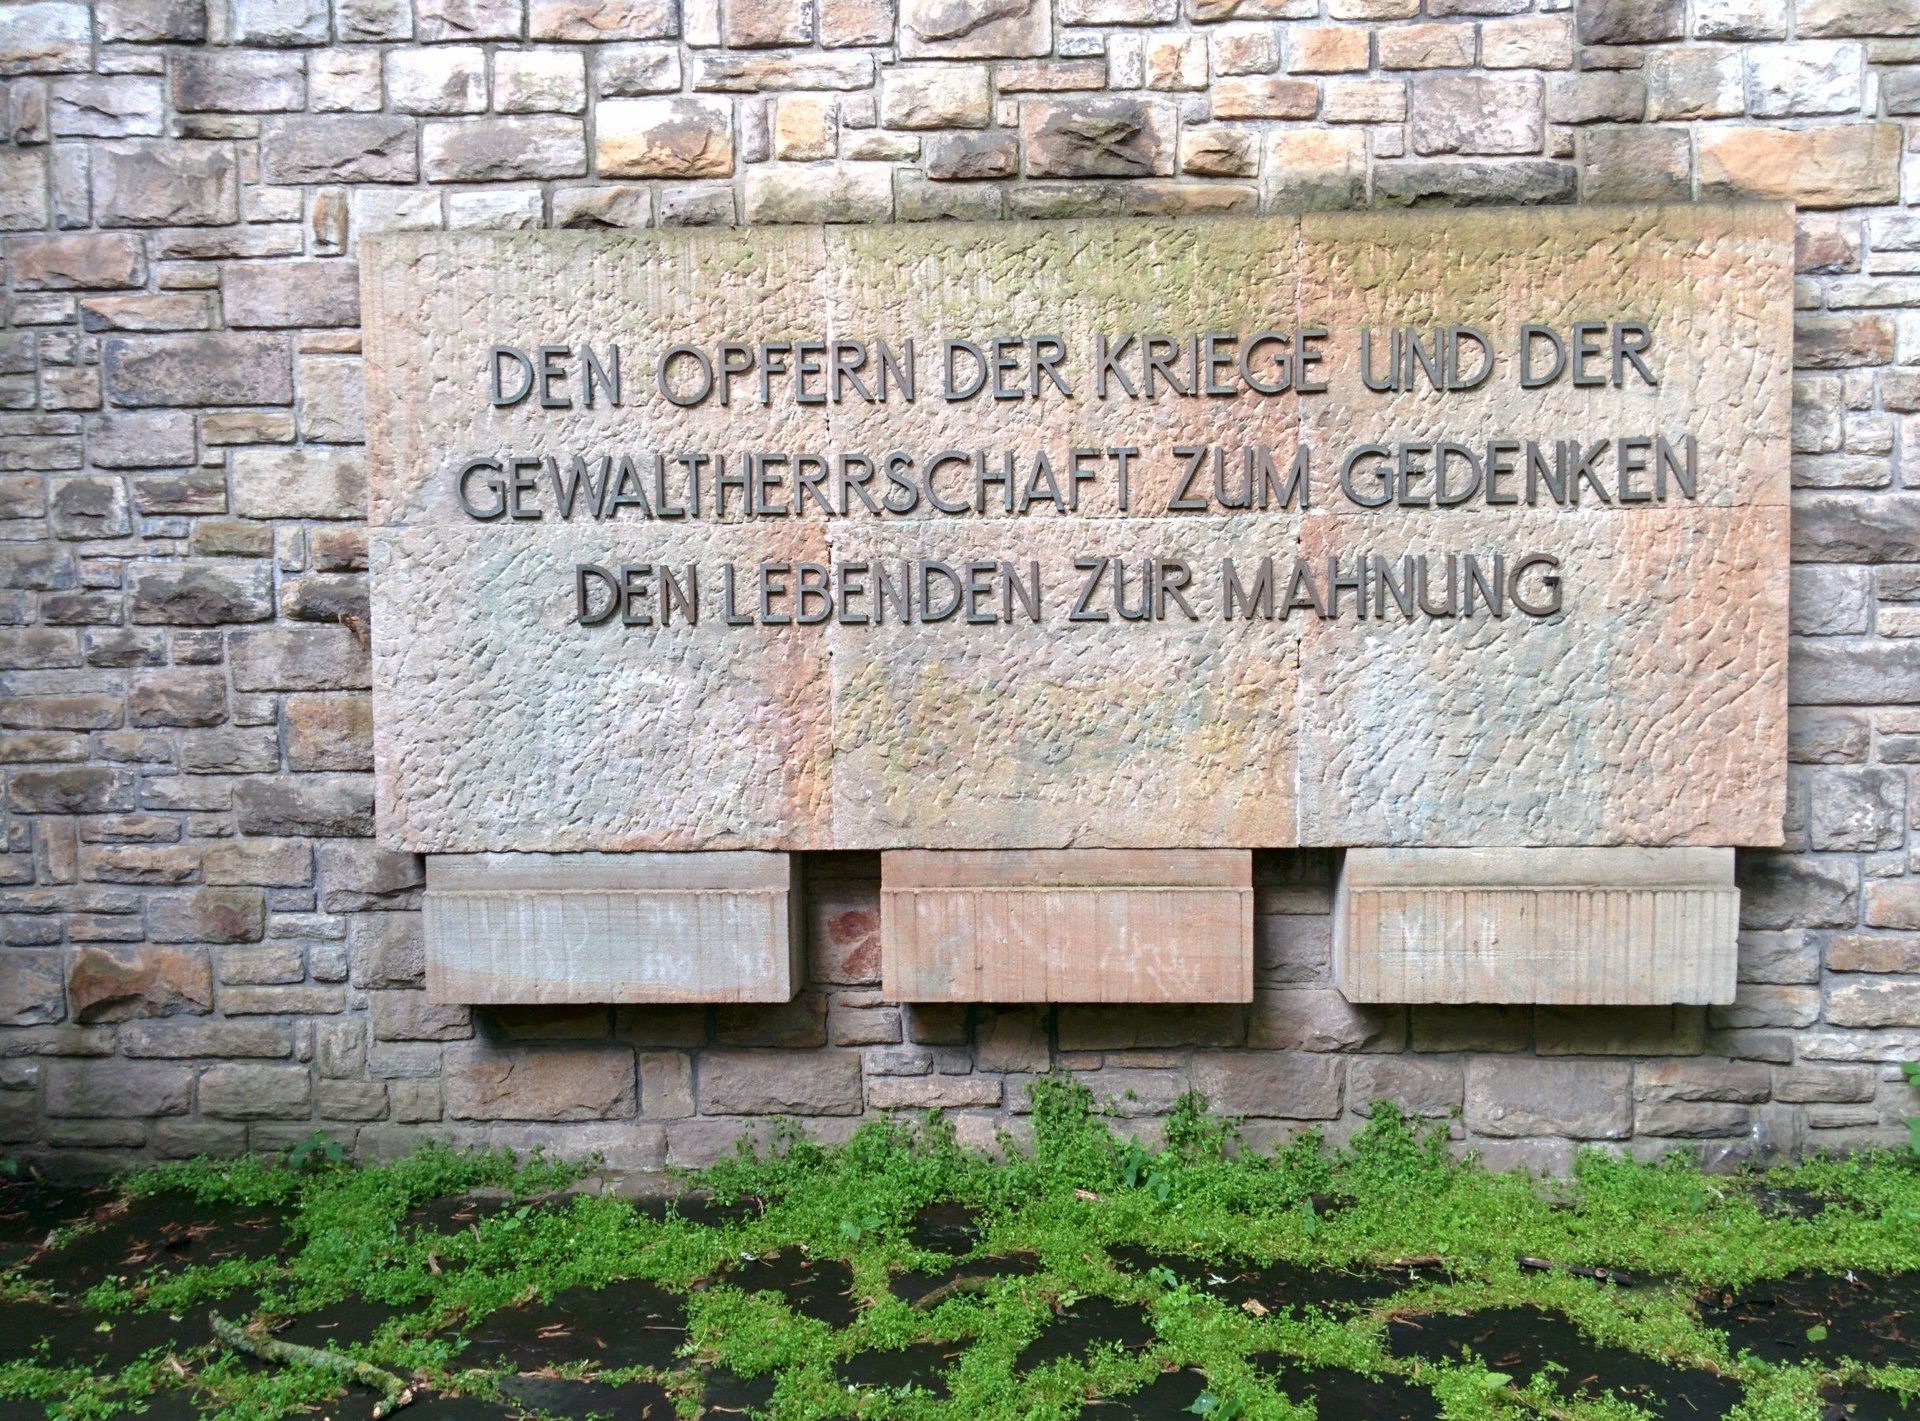 DEN OPFERN DER KRIEGE UND DER
GEWALTHERRSCHAFT ZUM GEDENKEN
DEN LEBENDEN ZUR MAHNUNG